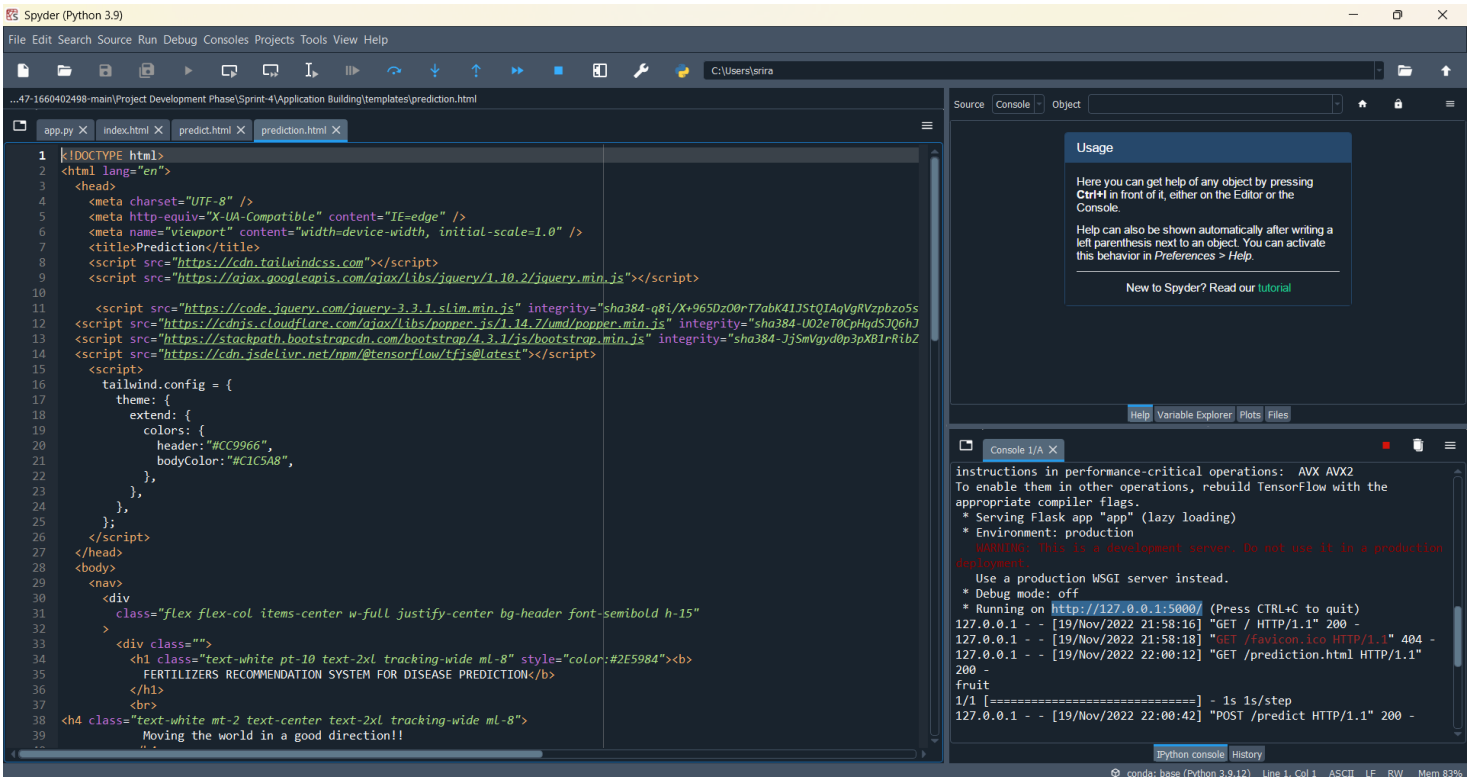 Spyder (Python 3.9)
File Edit Search Source Run Debug Consoles Projects Tools View Help
C:\Users\srira
...47-1660402498-main\Project Development Phase\Sprint-4\Application Building\templates\prediction.html
app.py index.html predict.html prediction.html
1 <!DOCTYPE html>
2 <html lang="en">
3 <head>
4 <meta charset="UTF-8" />
5 <meta http-equiv="X-UA-Compatible" content="IE=edge" />
6 <meta name="viewport" content="width=device-width, initial-scale=1.0" />
7 <title>Prediction</title>
8 <script src="https://cdn.tailwindcss.com"></script>
9 <script src="https://ajax.googleapis.com/ajax/libs/jquery/1.10.2/jquery.min.js"></script>
10
11 <script src="https://code.jquery.com/jquery-3.3.1.slim.min.js" integrity="sha384-q8i/X+965DzO0rT7abK41JStQIAqVgRVzpbzo5s
12 <script src="https://cdnjs.cloudflare.com/ajax/libs/popper.js/1.14.7/umd/popper.min.js" integrity="sha384-UO2eT0CpHqdSJQ6hJ
13 <script src="https://stackpath.bootstrapcdn.com/bootstrap/4.3.1/js/bootstrap.min.js" integrity="sha384-JjSmVgyd0p3pXB1rRibZ
14 <script src="https://cdn.jsdelivr.net/npm/@tensorflow/tfjs@latest"></script>
15 <script>
16 tailwind.config = {
17 theme: {
18 extend: {
19 colors: {
20 header:"#CC9966",
21 bodyColor:"#C1C5A8",
22 },
23 },
24 },
25 };
26 </script>
27 </head>
28 <body>
29 <nav>
30 <div
31 class="flex flex-col items-center w-full justify-center bg-header font-semibold h-15"
32 >
33 <div class="">
34 <h1 class="text-white pt-10 text-2xl tracking-wide ml-8" style="color:#2E5984"><b>
35 FERTILIZERS RECOMMENDATION SYSTEM FOR DISEASE PREDICTION</b>
36 </h1>
37 <br>
38 <h4 class="text-white mt-2 text-center text-2xl tracking-wide ml-8">
39 Moving the world in a good direction!!
Source Console Object
Usage
Here you can get help of any object by pressing
Ctrl+I in front of it, either on the Editor or the
Console.
Help can also be shown automatically after writing a
left parenthesis next to an object. You can activate
this behavior in Preferences > Help.
New to Spyder? Read our tutorial
Help Variable Explorer Plots Files
Console 1/A
instructions in performance-critical operations: AVX AVX2
To enable them in other operations, rebuild TensorFlow with the
appropriate compiler flags.
* Serving Flask app "app" (lazy loading)
* Environment: production
WARNING: This is a development server. Do not use it in a production
deployment.
Use a production WSGI server instead.
* Debug mode: off
* Running on http://127.0.0.1:5000/ (Press CTRL+C to quit)
127.0.0.1 - - [19/Nov/2022 21:58:16] "GET / HTTP/1.1" 200 -
127.0.0.1 - - [19/Nov/2022 21:58:18] "GET /favicon.ico HTTP/1.1" 404 -
127.0.0.1 - - [19/Nov/2022 22:00:12] "GET /prediction.html HTTP/1.1"
200 -
fruit
1/1 [==============================] - 1s 1s/step
127.0.0.1 - - [19/Nov/2022 22:00:42] "POST /predict HTTP/1.1" 200 -
IPython console History
conda: base (Python 3.9.12) Line 1, Col 1 ASCII LF RW Mem 83%